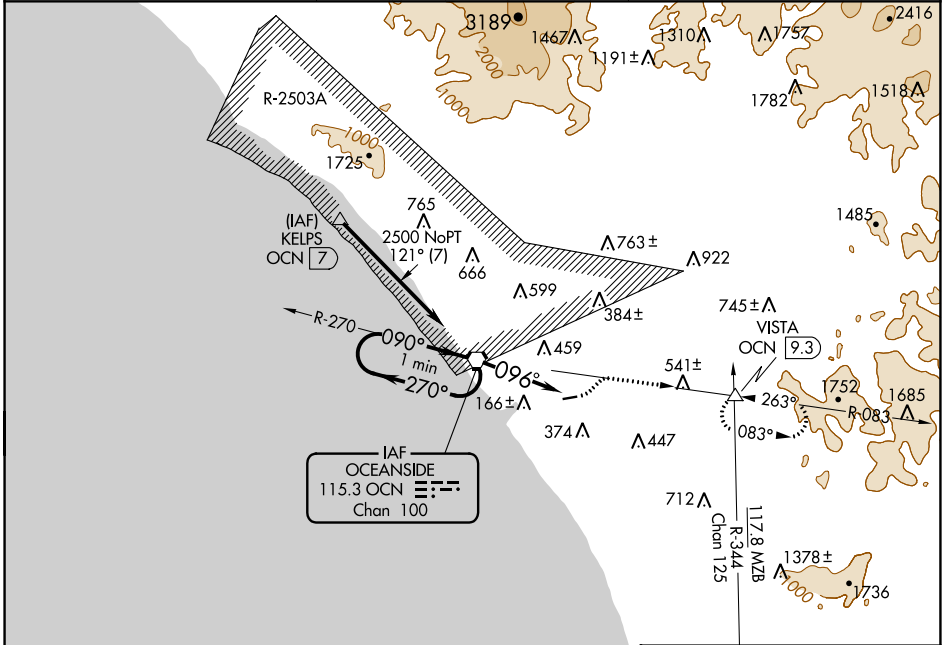 3189
2416
1467
1310
1757
1191±
2000
1000
1782
1518
R-2503A
1000
1725
765
(IAF)
KELPS
OCN 7
2500 NoPT
121° (7)
666
1485
763±
922
599
384±
745±
R-270
090°
1 min
270°
096°
459
VISTA
OCN 9.3
541±
1752
1685
263°
R-083
083°
166±
374
447
IAF
OCEANSIDE
115.3 OCN
Chan 100
712
117.8 MZB
R-344
Chan 125
1378±
1000
1736